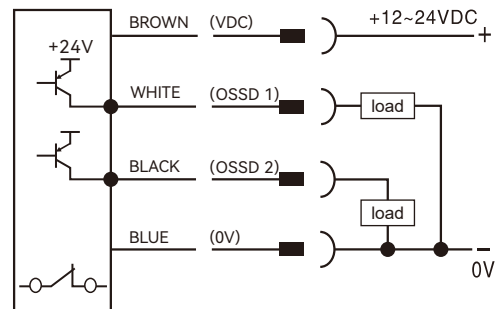 BROWN (VDC) +12~24VDC +
+24V
WHITE (OSSD 1) load
BLACK (OSSD 2)
load
BLUE (0V) −
0V